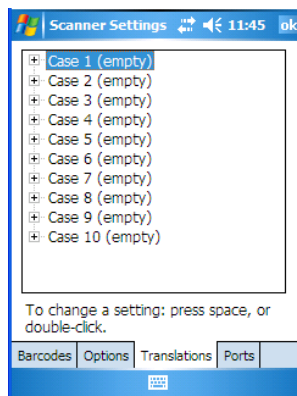 Scanner Settings 11:45 ok
Case 1 (empty)
Case 2 (empty)
Case 3 (empty)
Case 4 (empty)
Case 5 (empty)
Case 6 (empty)
Case 7 (empty)
Case 8 (empty)
Case 9 (empty)
Case 10 (empty)
To change a setting: press space, or
double-click.
Barcodes Options Translations Ports